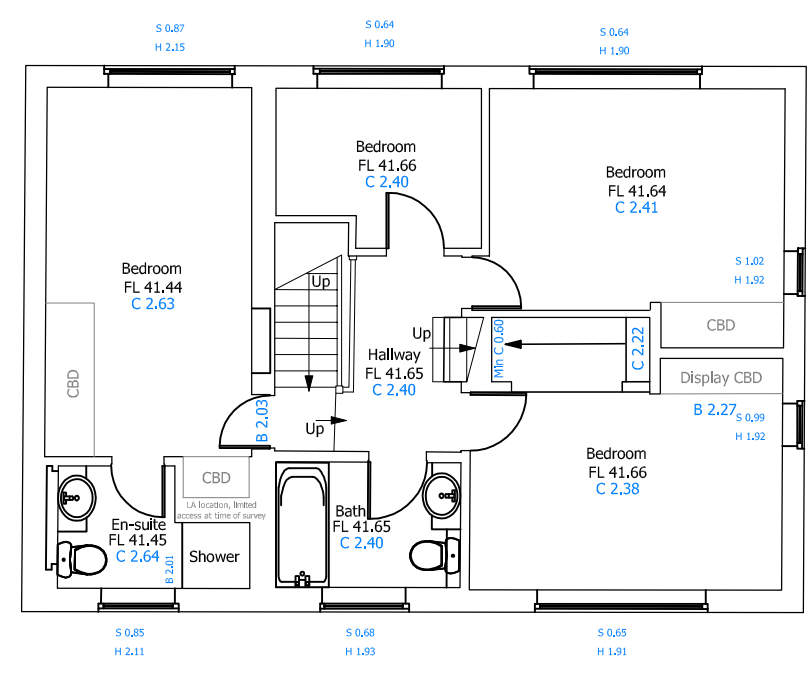 S 0.87
H 2.15
S 0.64
H 1.90
S 0.64
H 1.90
Bedroom
FL 41.66
C 2.40
Bedroom
FL 41.64
C 2.41
Bedroom
FL 41.44
C 2.63
Up
S 1.02
H 1.92
CBD
Up
Min C 0.60
C 2.22
Hallway
FL 41.65
C 2.40
CBD
Display CBD
B 2.03
Up
B 2.27
S 0.99
H 1.92
Bedroom
FL 41.66
C 2.38
CBD
LA location, limited
access at time of survey
En-suite
FL 41.45
C 2.64
B 2.01
Shower
Bath
FL 41.65
C 2.40
S 0.85
H 2.11
S 0.68
H 1.93
S 0.65
H 1.91